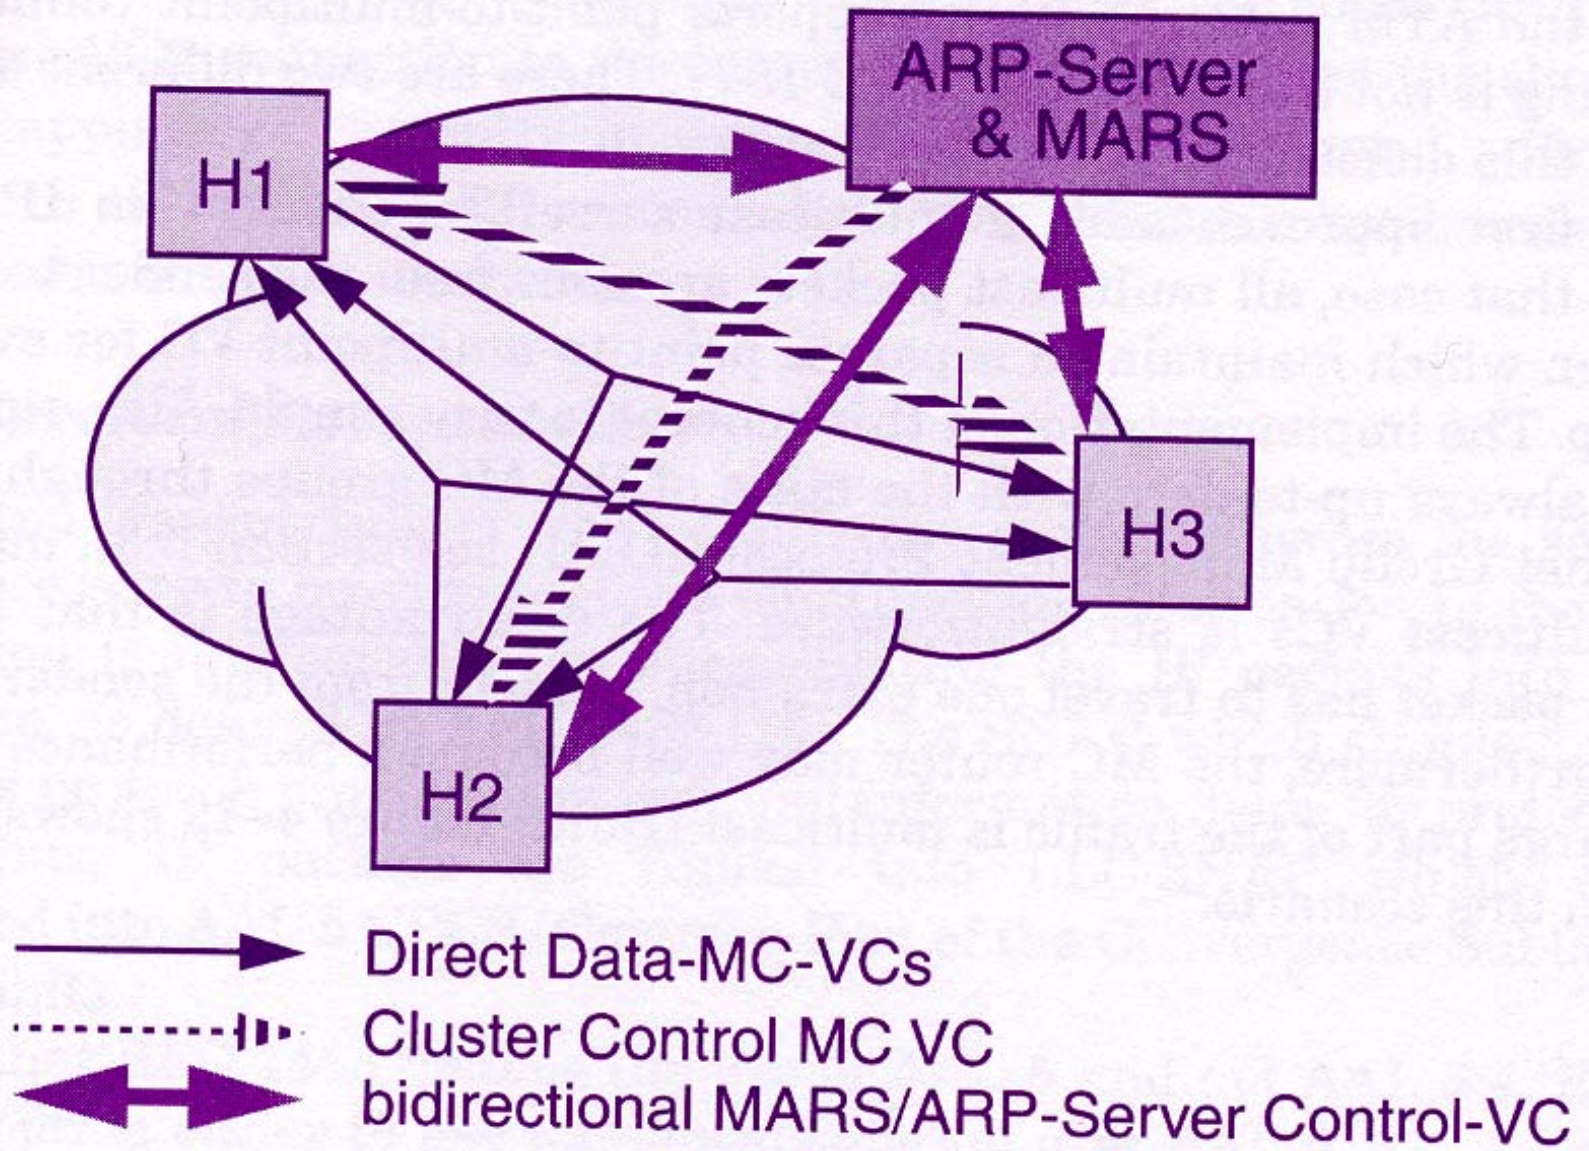 ARP-Server
& MARS
H1
H3
H2
Direct Data-MC-VCs
Cluster Control MC VC
bidirectional MARS/ARP-Server Control-VC